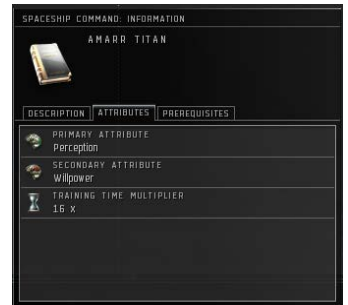 SPACESHIP COMMAND: INFORMATION
AMARR TITAN
DESCRIPTION ATTRIBUTES PREREQUISITES
PRIMARY ATTRIBUTE
Perception
SECONDARY ATTRIBUTE
Willpower
TRAINING TIME MULTIPLIER
16 x